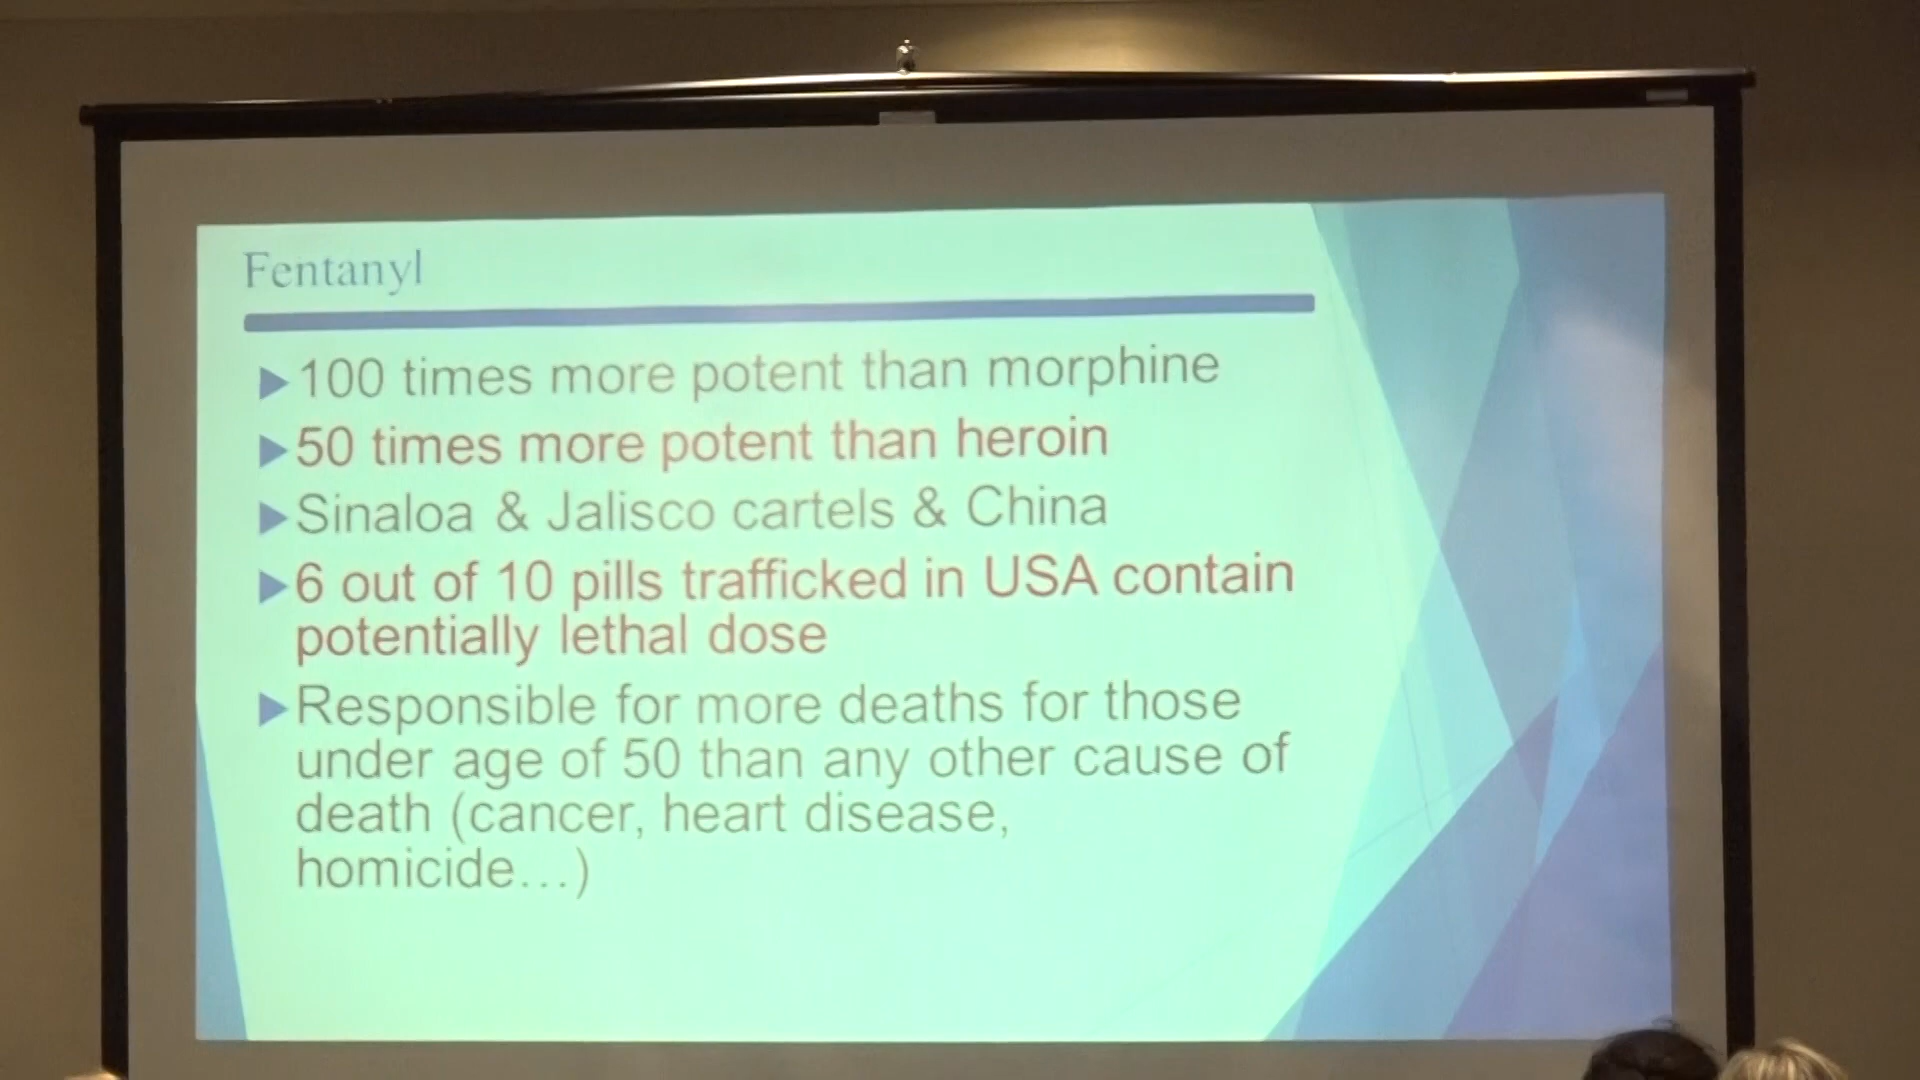 Fentanyl
▶100 times more potent than morphine
▶50 times more potent than heroin
▶Sinaloa & Jalisco cartels & China
▶6 out of 10 pills trafficked in USA contain
potentially lethal dose
▶Responsible for more deaths for those
under age of 50 than any other cause of
death (cancer, heart disease,
homicide...)